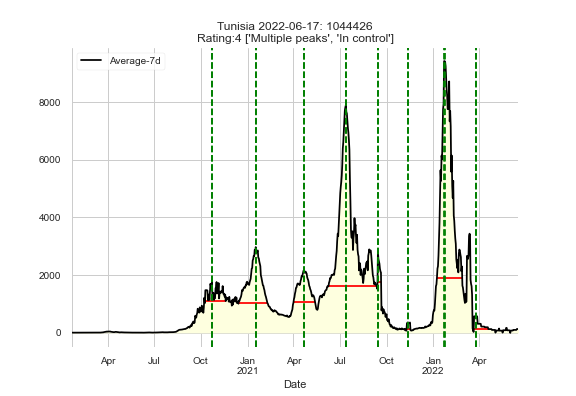 Tunisia 2022-06-17: 1044426
Rating:4 ['Multiple peaks', 'In control']
Average-7d
8000
6000
4000
2000
0
Apr
Jul
Oct
Jan
2021
Apr
Jul
Oct
Jan
2022
Apr
Date